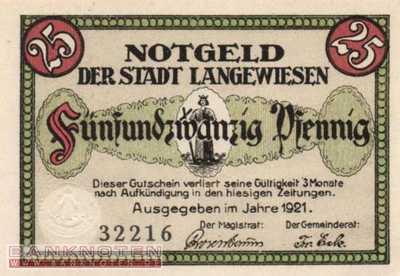 25 NOTGELD 25
DER STADT LANGEWIESEN
Fünfundzwanzig Pfennig
Dieser Gutschein verliert seine Gültigkeit 3 Monate
nach Aufkündigung in den hiesigen Zeitungen.
Ausgegeben im Jahre 1921.
32216 Der Magistrat: Der Gemeinderat:
BANKNOTEN